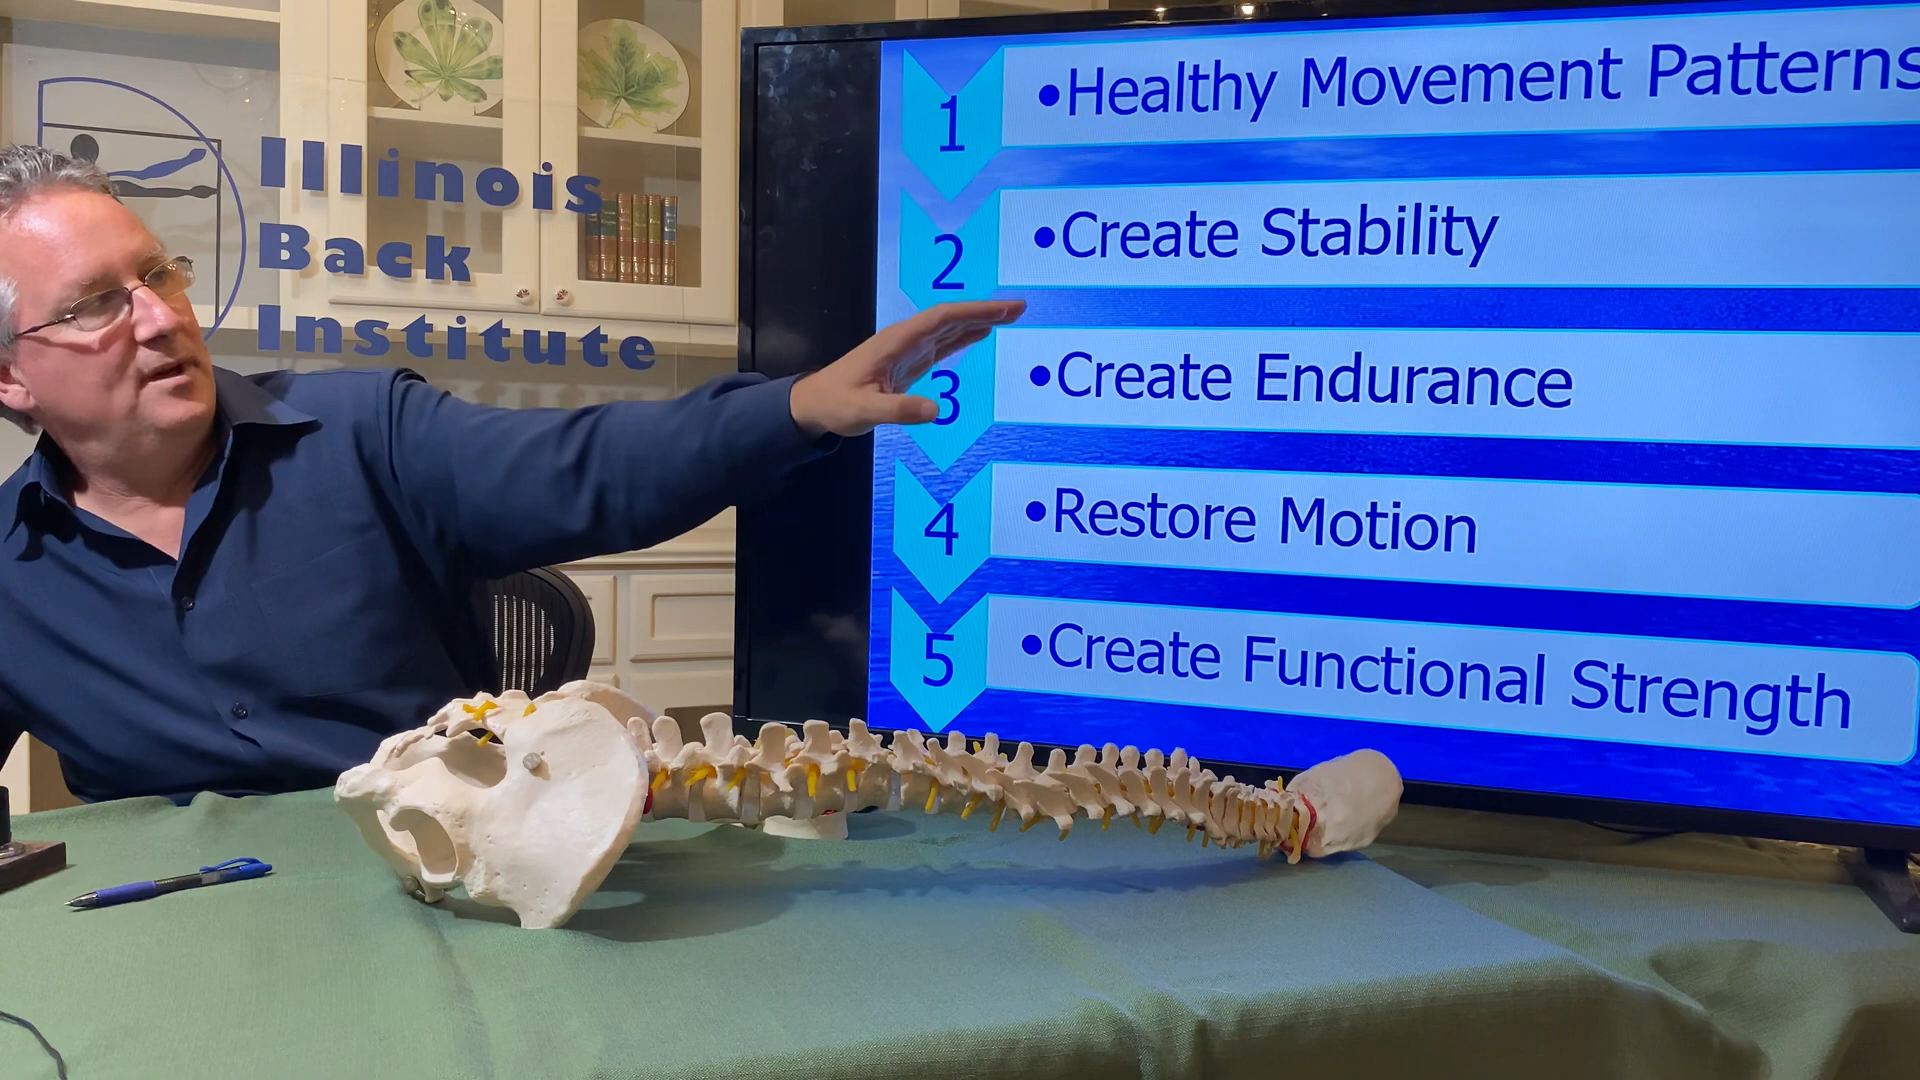 Illinois
Back
Institute
1
•Healthy Movement Patterns
2
•Create Stability
3
•Create Endurance
4
•Restore Motion
5
•Create Functional Strength